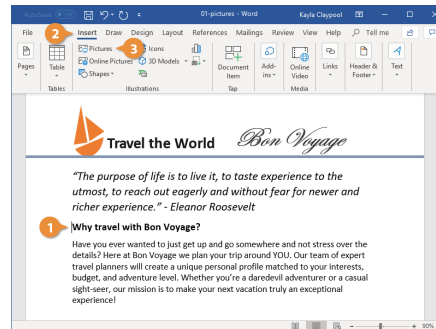 AutoSave Off 01-pictures - Word Kayla Claypool
File Insert Draw Design Layout References Mailings Review View Help Tell me
2
Pages
Table
Pictures
Online Pictures
Shapes
3
Icons
3D Models
Document Item
Add-ins
Online Video
Links
Header & Footer
Text
Tables Illustrations Tap Media
Travel the World Bon Voyage
“The purpose of life is to live it, to taste experience to the
utmost, to reach out eagerly and without fear for newer and
richer experience.” - Eleanor Roosevelt
1
Why travel with Bon Voyage?
Have you ever wanted to just get up and go somewhere and not stress over the
details? Here at Bon Voyage we plan your trip around YOU. Our team of expert
travel planners will create a unique personal profile matched to your interests,
budget, and adventure level. Whether you’re a daredevil adventurer or a casual
sight-seer, our mission is to make your next vacation truly an exceptional
experience!
90%